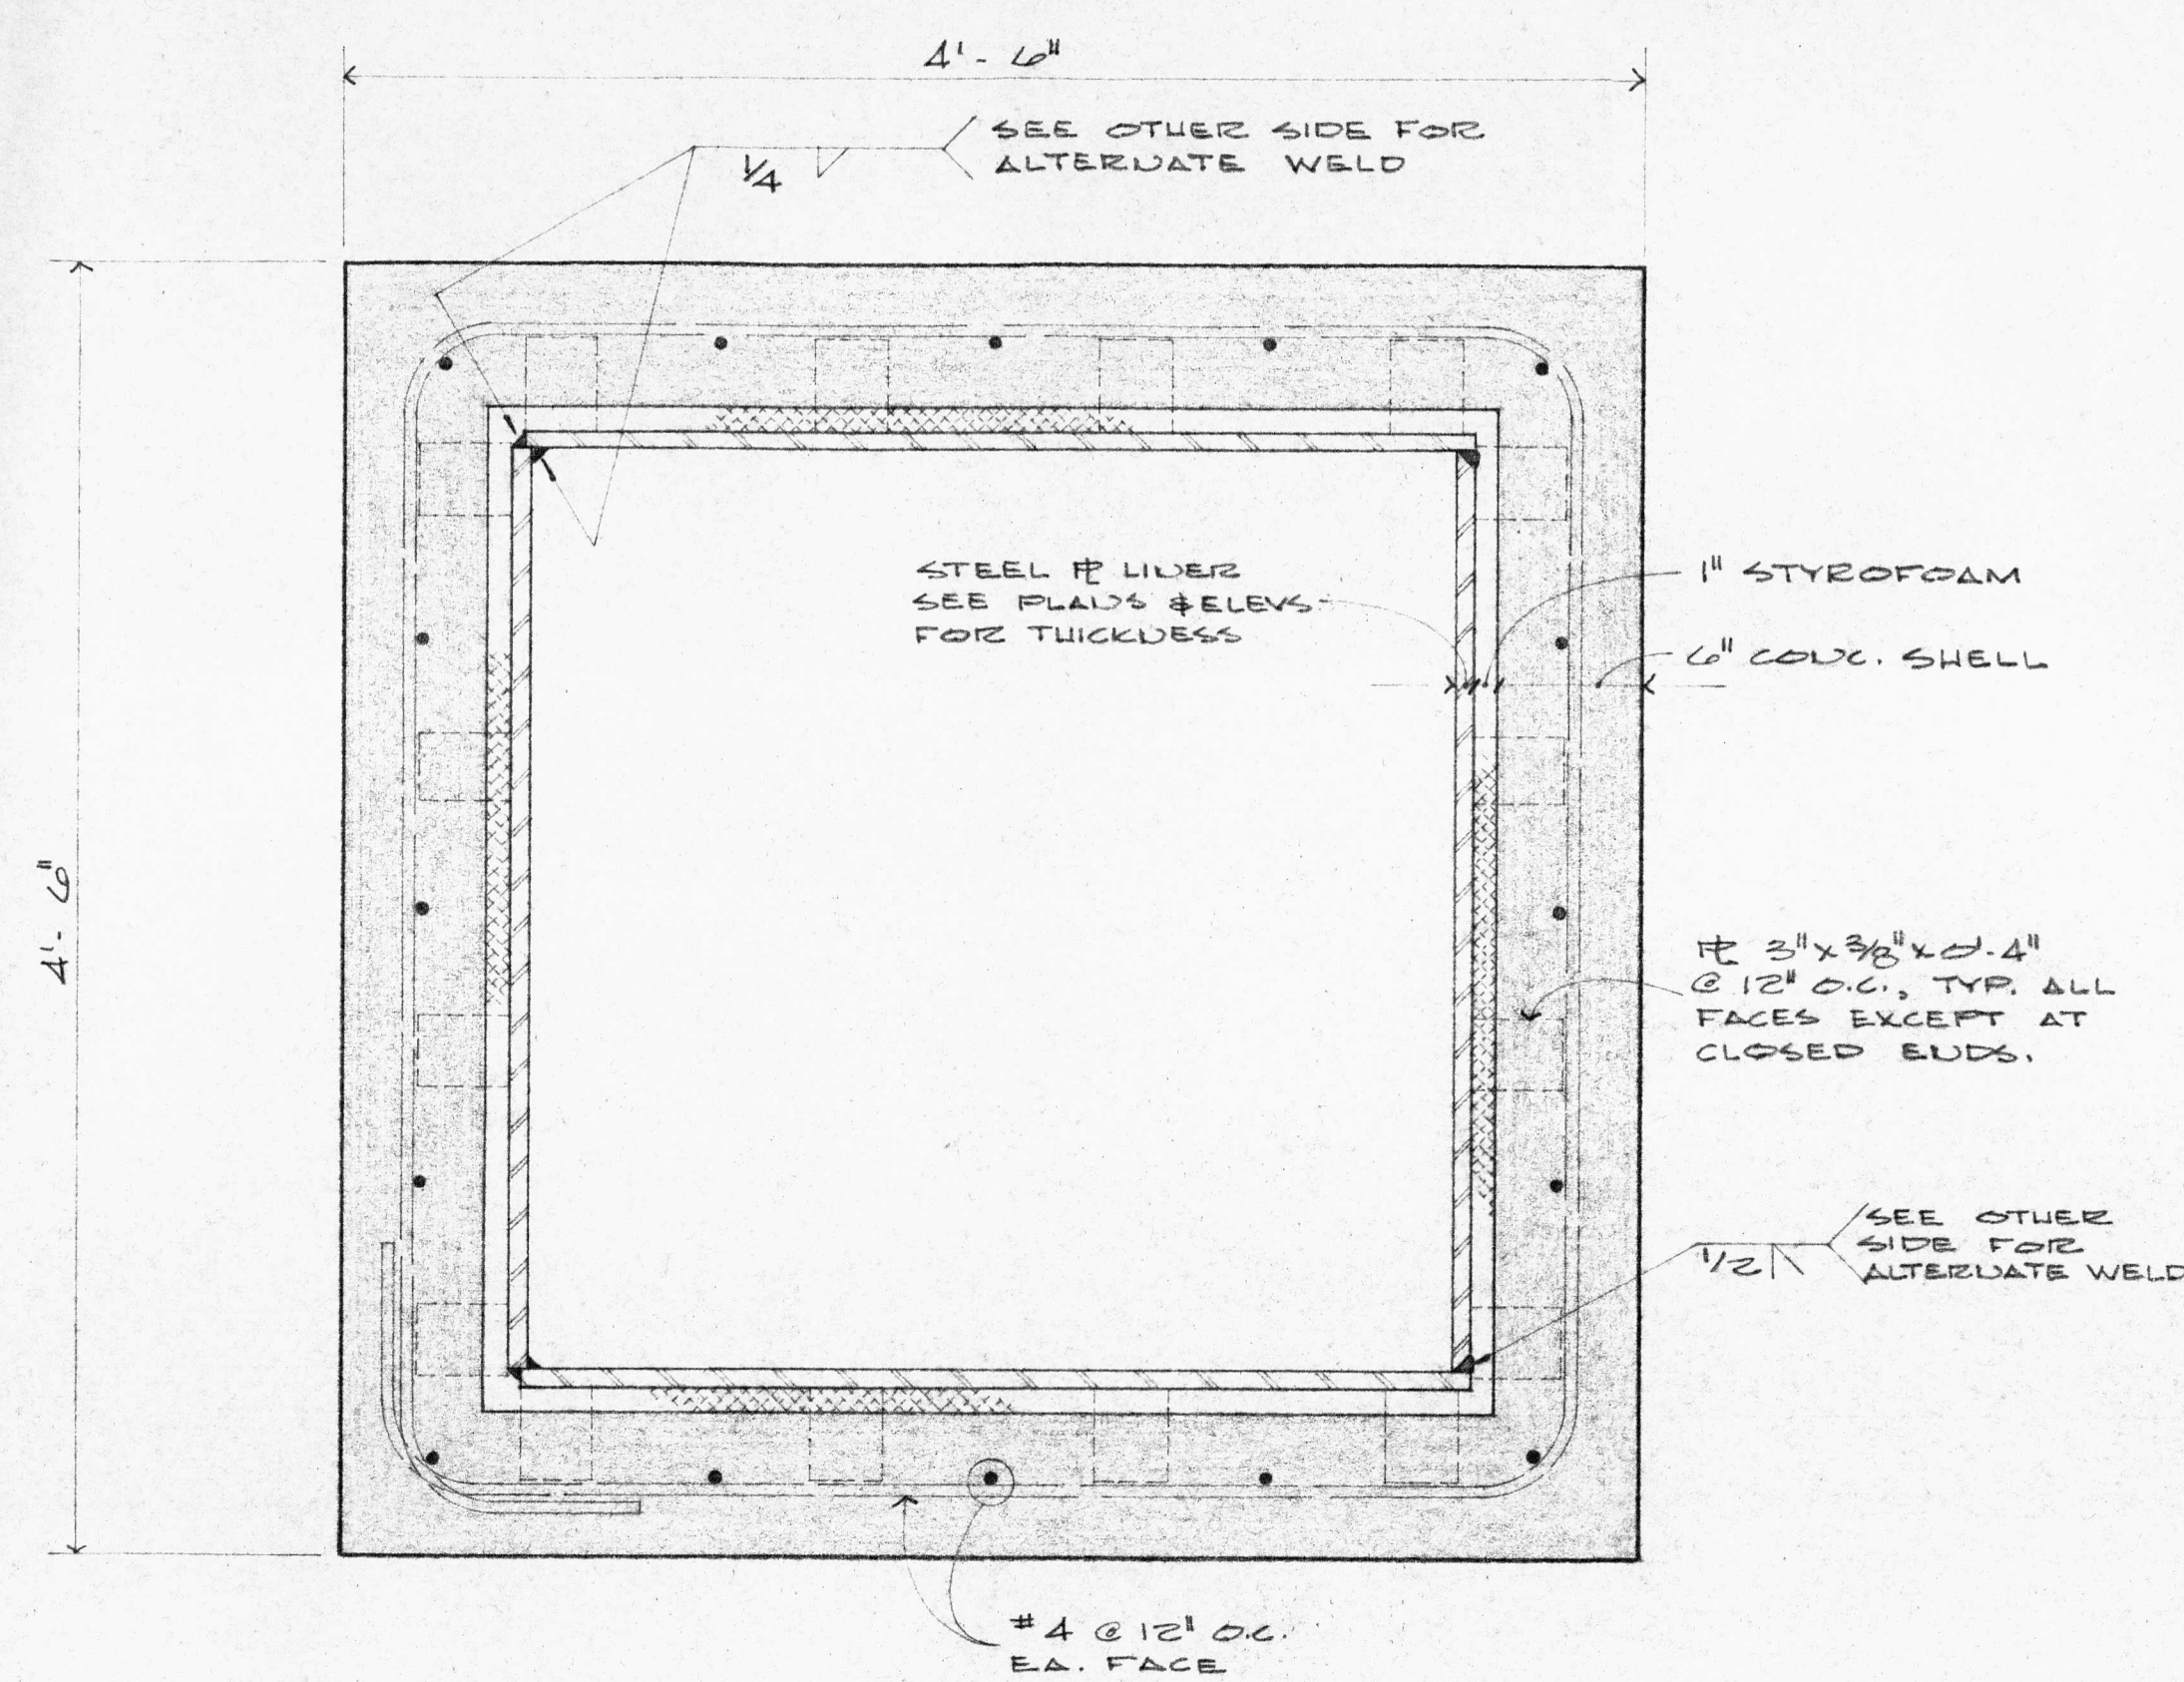 4'- 6"
SEE OTHER SIDE FOR
ALTERNATE WELD
1/4
STEEL ⅊ LINER
SEE PLANS & ELEVS.
FOR THICKNESS
1" STYROFOAM
6" CONC. SHELL
4'- 6"
⅊ 3"x3/8"x0'-4"
@ 12" O.C., TYP. ALL
FACES EXCEPT AT
CLOSED ENDS.
SEE OTHER
SIDE FOR
ALTERNATE WELD
1/2
#4 @ 12" O.C.
EA. FACE